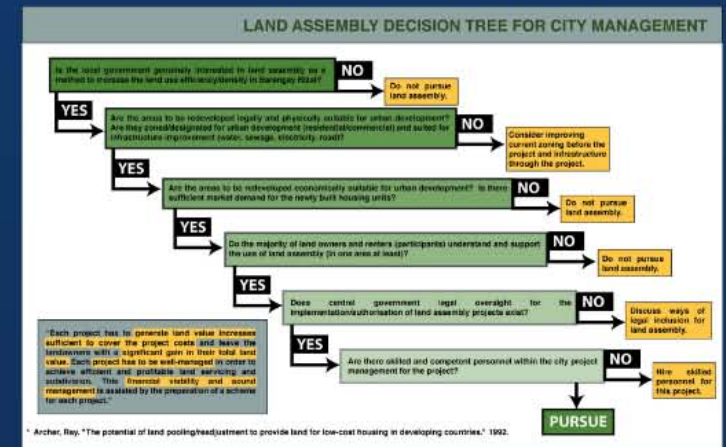 LAND ASSEMBLY DECISION TREE FOR CITY MANAGEMENT
Is the local government genuinely interested in land assembly as a
method to increase the land use efficiency/density in Barangay Rizal?
NO
Do not pursue
land assembly.
YES
Are the areas to be redeveloped legally and physically suitable for urban development?
Are they zoned/designated for urban development (residential/commercial) and suited for
infrastructure improvement (water, sewage, electricity, road)?
NO
Consider improving
current zoning before the
project and infrastructure
through the project.
YES
Are the areas to be redeveloped economically suitable for urban development? Is there
sufficient market demand for the newly built housing units?
NO
Do not pursue
land assembly.
YES
Do the majority of land owners and renters (participants) understand and support
the use of land assembly (in one area at least)?
NO
Do not pursue
land assembly.
YES
Does central government legal oversight for the
implementation/authorisation of land assembly projects exist?
NO
Discuss ways of
legal inclusion for
land assembly.
YES
Are there skilled and competent personnel within the city project
management for the project?
NO
Hire skilled
personnel for
this project.
PURSUE
"Each project has to generate land value increases
sufficient to cover the project costs and leave the
landowners with a significant gain in their total land
value. Each project has to be well-managed in order to
achieve efficient and profitable land servicing and
subdivision. This financial viability and sound
management is assisted by the preparation of a scheme
for each project."
* Archer, Ray. "The potential of land pooling/readjustment to provide land for low-cost housing in developing countries." 1992.